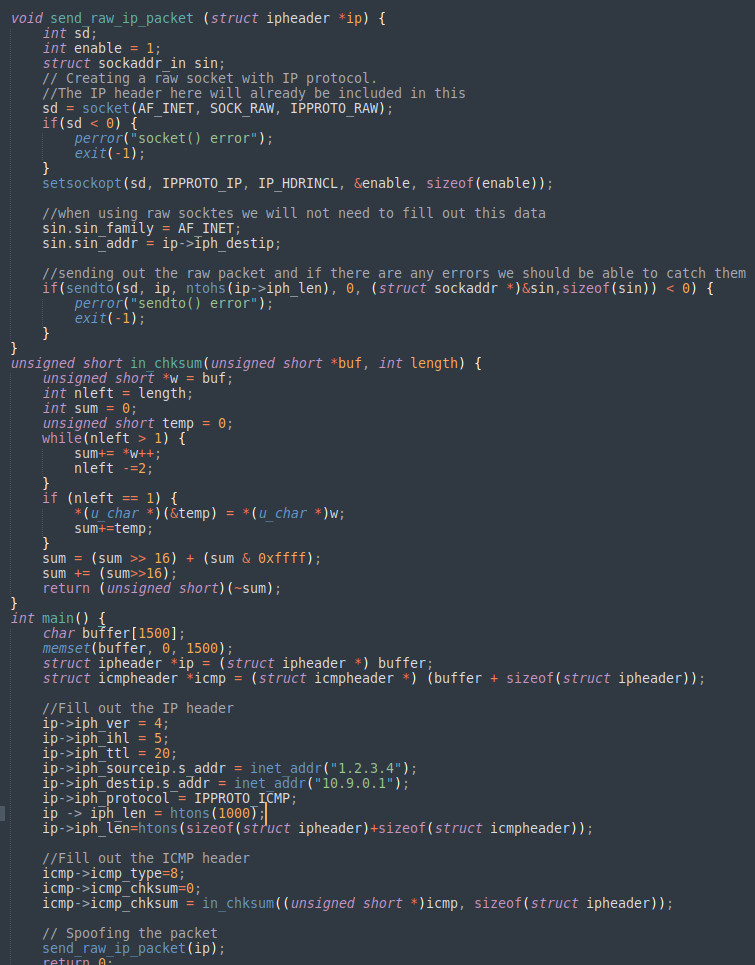 void send_raw_ip_packet (struct ipheader *ip) {
    int sd;
    int enable = 1;
    struct sockaddr_in sin;
    // Creating a raw socket with IP protocol.
    //The IP header here will already be included in this
    sd = socket(AF_INET, SOCK_RAW, IPPROTO_RAW);
    if(sd < 0) {
        perror("socket() error");
        exit(-1);
    }
    setsockopt(sd, IPPROTO_IP, IP_HDRINCL, &enable, sizeof(enable));

    //when using raw socktes we will not need to fill out this data
    sin.sin_family = AF_INET;
    sin.sin_addr = ip->iph_destip;

    //sending out the raw packet and if there are any errors we should be able to catch them
    if(sendto(sd, ip, ntohs(ip->iph_len), 0, (struct sockaddr *)&sin,sizeof(sin)) < 0) {
        perror("sendto() error");
        exit(-1);
    }
}
unsigned short in_chksum(unsigned short *buf, int length) {
    unsigned short *w = buf;
    int nleft = length;
    int sum = 0;
    unsigned short temp = 0;
    while(nleft > 1) {
        sum+= *w++;
        nleft -=2;
    }
    if (nleft == 1) {
        *(u_char *)(&temp) = *(u_char *)w;
        sum+=temp;
    }
    sum = (sum >> 16) + (sum & 0xffff);
    sum += (sum>>16);
    return (unsigned short)(~sum);
}
int main() {
    char buffer[1500];
    memset(buffer, 0, 1500);
    struct ipheader *ip = (struct ipheader *) buffer;
    struct icmpheader *icmp = (struct icmpheader *) (buffer + sizeof(struct ipheader));

    //Fill out the IP header
    ip->iph_ver = 4;
    ip->iph_ihl = 5;
    ip->iph_ttl = 20;
    ip->iph_sourceip.s_addr = inet_addr("1.2.3.4");
    ip->iph_destip.s_addr = inet_addr("10.9.0.1");
    ip->iph_protocol = IPPROTO_ICMP;
    ip -> iph_len = htons(1000);
    ip->iph_len=htons(sizeof(struct ipheader)+sizeof(struct icmpheader));

    //Fill out the ICMP header
    icmp->icmp_type=8;
    icmp->icmp_chksum=0;
    icmp->icmp_chksum = in_chksum((unsigned short *)icmp, sizeof(struct ipheader));

    // Spoofing the packet
    send_raw_ip_packet(ip);
    return 0;